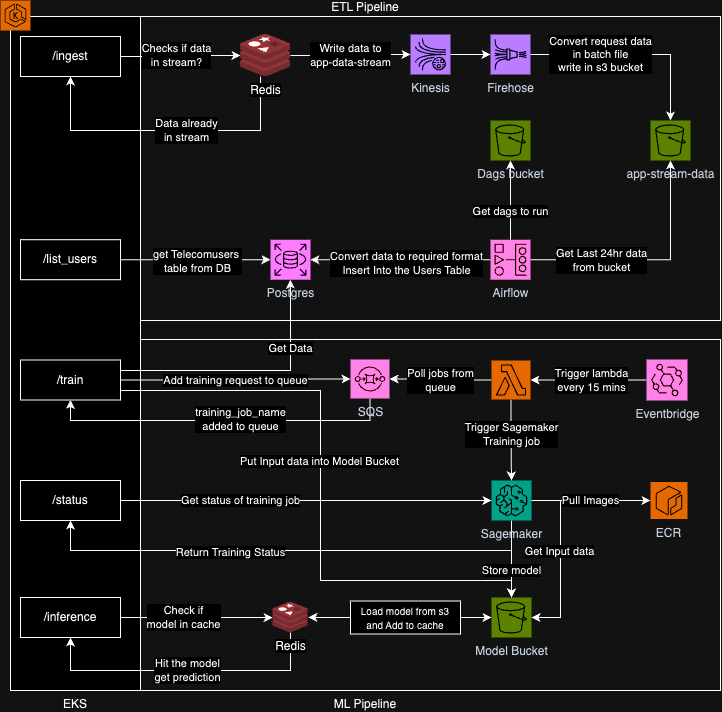 ETL Pipeline
/ingest
Checks if data
in stream?
Redis
Write data to
app-data-stream
Kinesis
Firehose
Convert request data
in batch file
write in s3 bucket
Data already
in stream
Dags bucket
app-stream-data
Get dags to run
/list_users
get Telecomusers
table from DB
Postgres
Convert data to required format
Insert Into the Users Table
Airflow
Get Last 24hr data
from bucket
Get Data
/train
Add training request to queue
SQS
Poll jobs from
queue
Trigger lambda
every 15 mins
Eventbridge
training_job_name
added to queue
Trigger Sagemaker
Training job
Put Input data into Model Bucket
/status
Get status of training job
Sagemaker
Pull Images
ECR
Return Training Status
Get Input data
Store model
/inference
Check if
model in cache
Redis
Load model from s3
and Add to cache
Model Bucket
Hit the model
get prediction
EKS
ML Pipeline